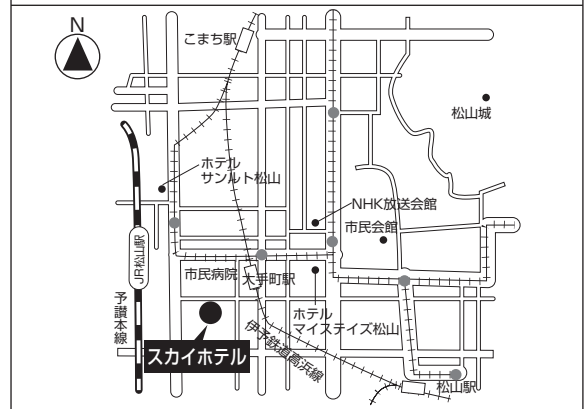 N
こまち駅
松山城
ホテル
サンルト松山
NHK放送会館
市民会館
JR松山駅
市民病院
大手町駅
予讃本線
ホテル
マイステイズ松山
伊予鉄道高浜線
スカイホテル
松山駅